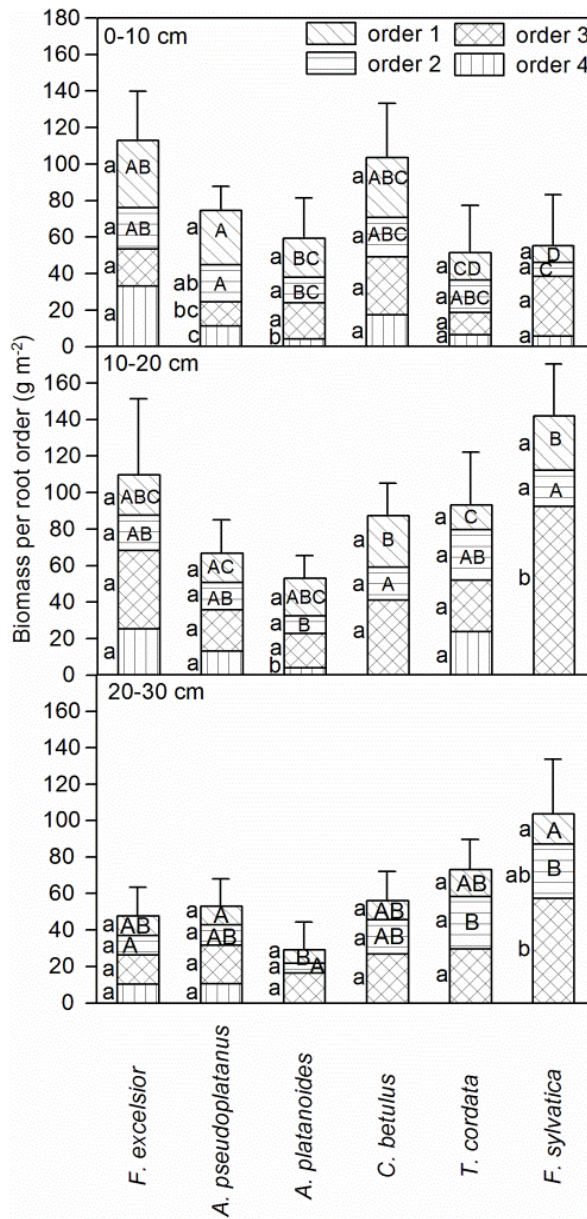 0-10 cm
order 1
order 3
order 2
order 4
180
160
140
120
100
80
60
40
20
0
a AB
a AB
a
a A
ab A
bc
c
a BC
a BC
a
b
a ABC
a ABC
a
a
a CD
a ABC
a
a
a D
a C
a
a
10-20 cm
160
140
120
100
80
60
40
20
0
a ABC
a AB
a
a
a AC
a AB
a
a
a ABC
a B
a
b
a B
a A
a
a C
a AB
a
a
a B
a A
b
20-30 cm
160
140
120
100
80
60
40
20
0
a AB
a A
a
a
a A
a AB
a
a
a B
a A
a
a AB
a AB
a
a AB
a B
a
a A
ab B
b
Biomass per root order (g m-2)
F. excelsior
A. pseudoplatanus
A. platanoides
C. betulus
T. cordata
F. sylvatica